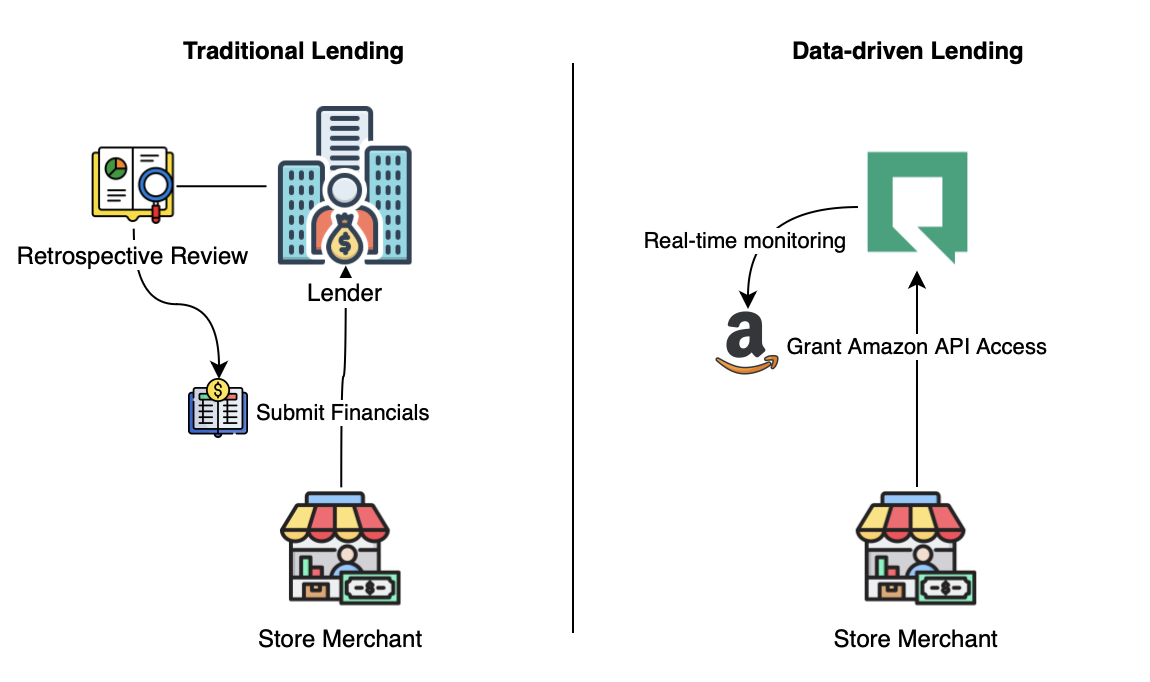 Traditional Lending
Retrospective Review
Lender
Submit Financials
Store Merchant
Data-driven Lending
Real-time monitoring
a
Grant Amazon API Access
Store Merchant